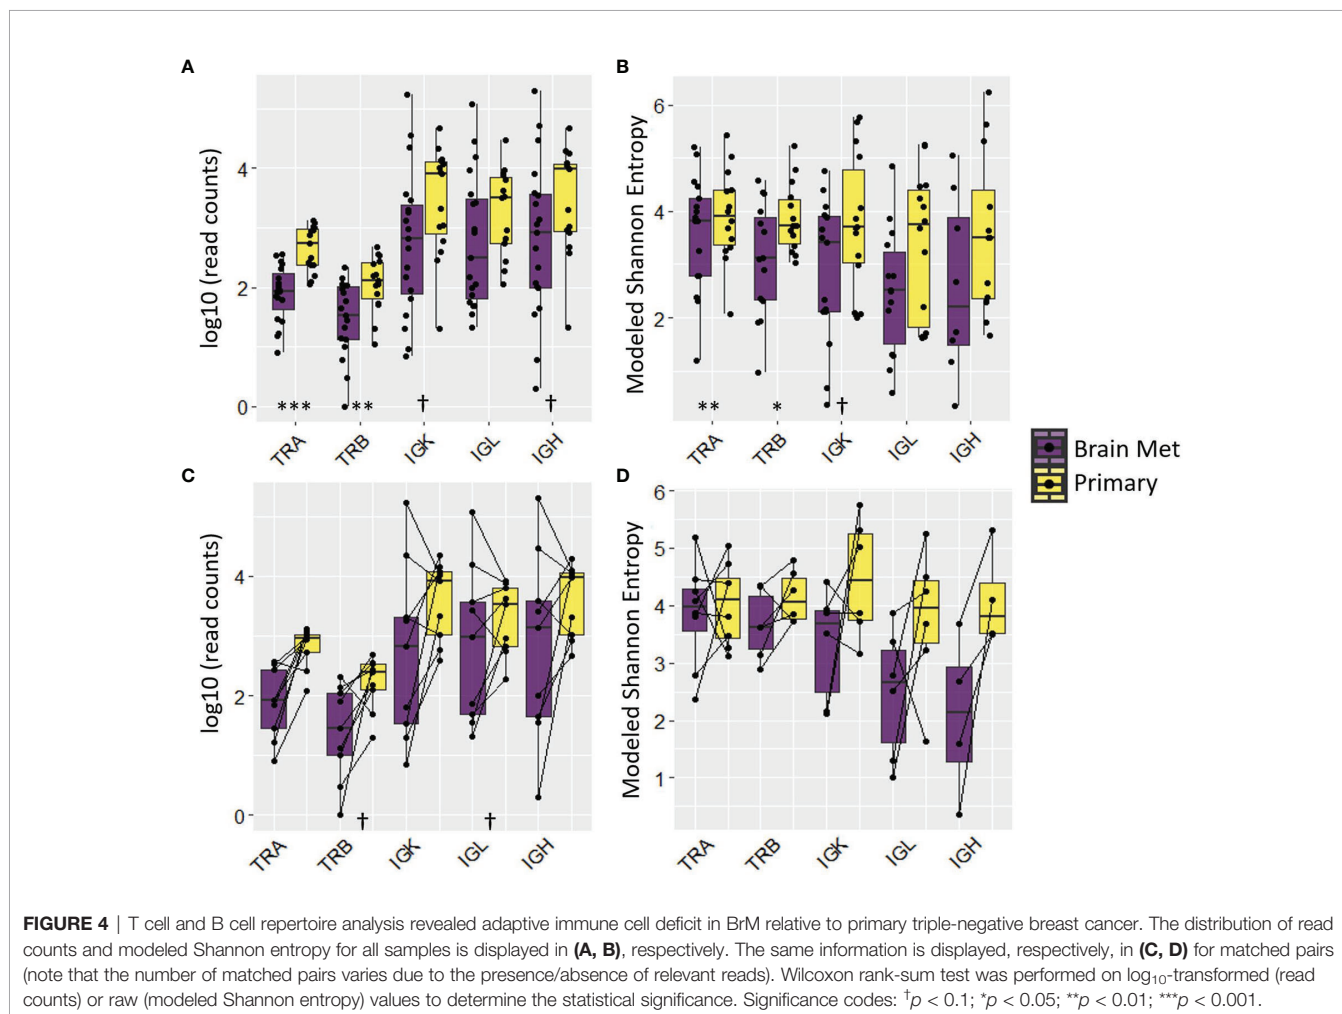 A
log10 (read counts)
4
2
0
*** ** † †
TRA TRB IGK IGL IGH
B
Modeled Shannon Entropy
6
4
2
** * †
TRA TRB IGK IGL IGH
Brain Met
Primary
C
log10 (read counts)
4
2
0
† †
TRA TRB IGK IGL IGH
D
Modeled Shannon Entropy
6
5
4
3
2
1
TRA TRB IGK IGL IGH
FIGURE 4 | T cell and B cell repertoire analysis revealed adaptive immune cell deficit in BrM relative to primary triple-negative breast cancer. The distribution of read
counts and modeled Shannon entropy for all samples is displayed in (A, B), respectively. The same information is displayed, respectively, in (C, D) for matched pairs
(note that the number of matched pairs varies due to the presence/absence of relevant reads). Wilcoxon rank-sum test was performed on log10-transformed (read
counts) or raw (modeled Shannon entropy) values to determine the statistical significance. Significance codes: †p < 0.1; *p < 0.05; **p < 0.01; ***p < 0.001.